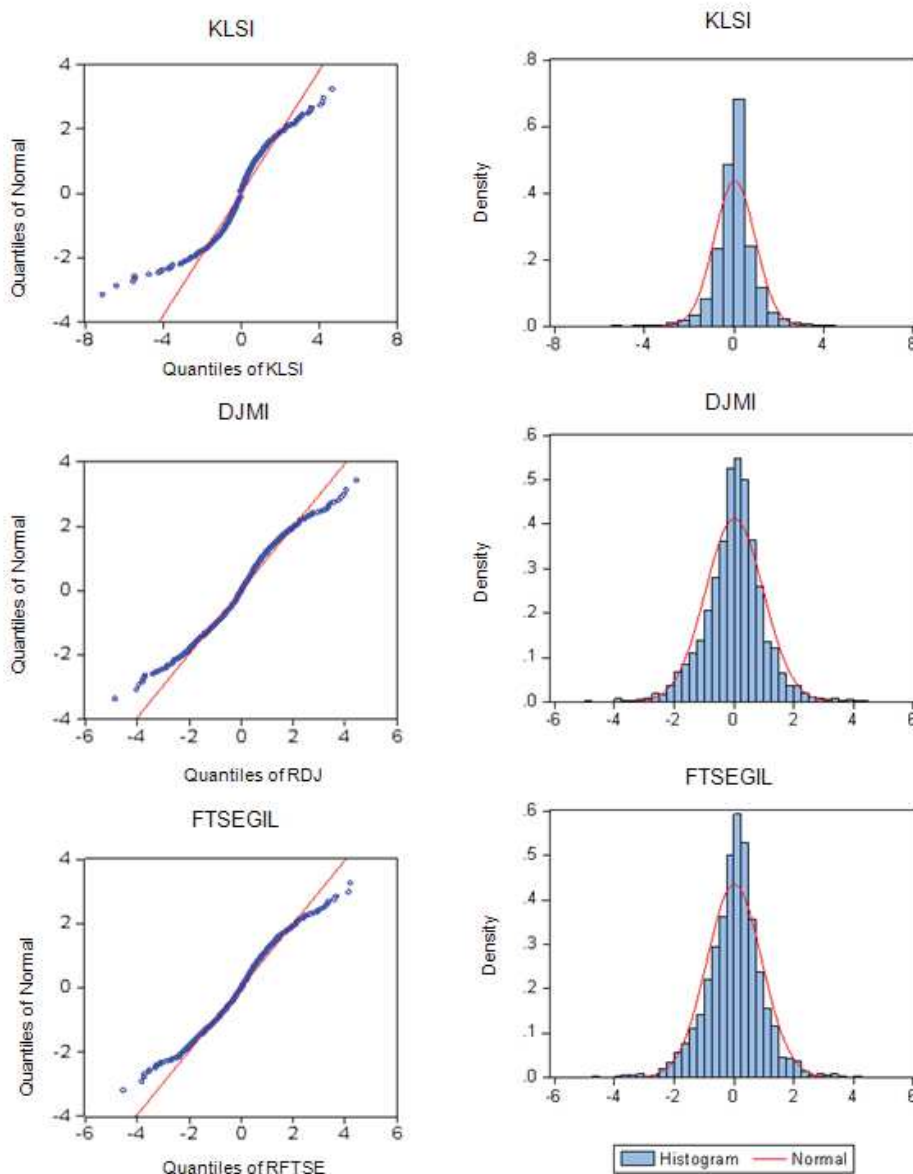 KLSI
Quantiles of Normal
4
2
0
-2
-4
-8 -4 0 4 8
Quantiles of KLSI
KLSI
Density
.8
.6
.4
.2
.0
-8 -4 0 4 8
DJMI
Quantiles of Normal
4
2
0
-2
-4
-6 -4 -2 0 2 4 6
Quantiles of RDJ
DJMI
Density
.6
.5
.4
.3
.2
.1
.0
-6 -4 -2 0 2 4 6
FTSEGIL
Quantiles of Normal
4
2
0
-2
-4
-6 -4 -2 0 2 4 6
Quantiles of RFTSE
FTSEGIL
Density
.6
.5
.4
.3
.2
.1
.0
-6 -4 -2 0 2 4 6
Histogram Normal